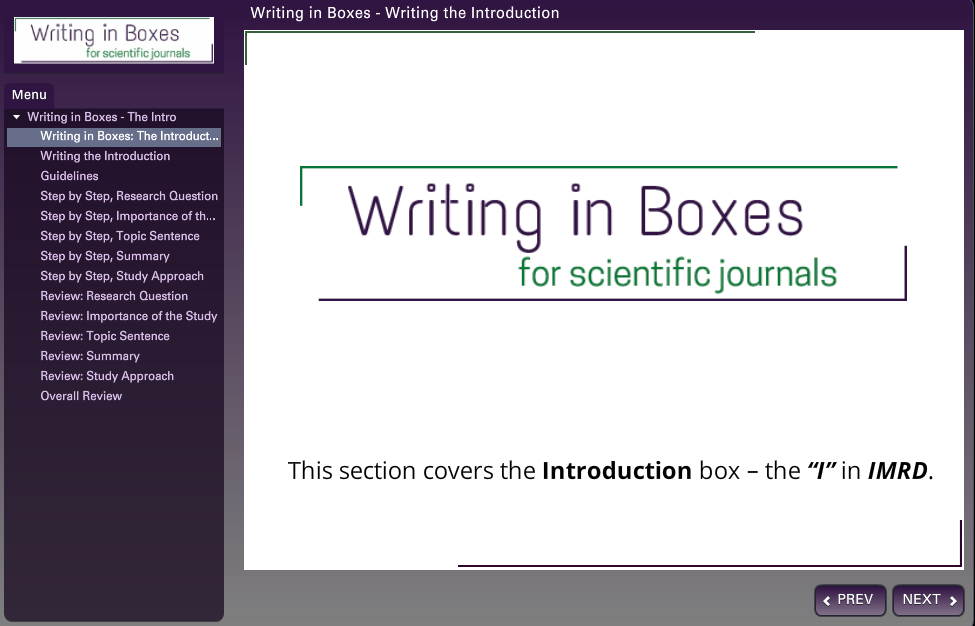 Writing in Boxes
for scientific journals
Writing in Boxes - Writing the Introduction
Menu
Writing in Boxes - The Intro
Writing in Boxes: The Introduct...
Writing the Introduction
Guidelines
Step by Step, Research Question
Step by Step, Importance of th...
Step by Step, Topic Sentence
Step by Step, Summary
Step by Step, Study Approach
Review: Research Question
Review: Importance of the Study
Review: Topic Sentence
Review: Summary
Review: Study Approach
Overall Review
Writing in Boxes
for scientific journals
This section covers the Introduction box – the “I” in IMRD.
PREV
NEXT